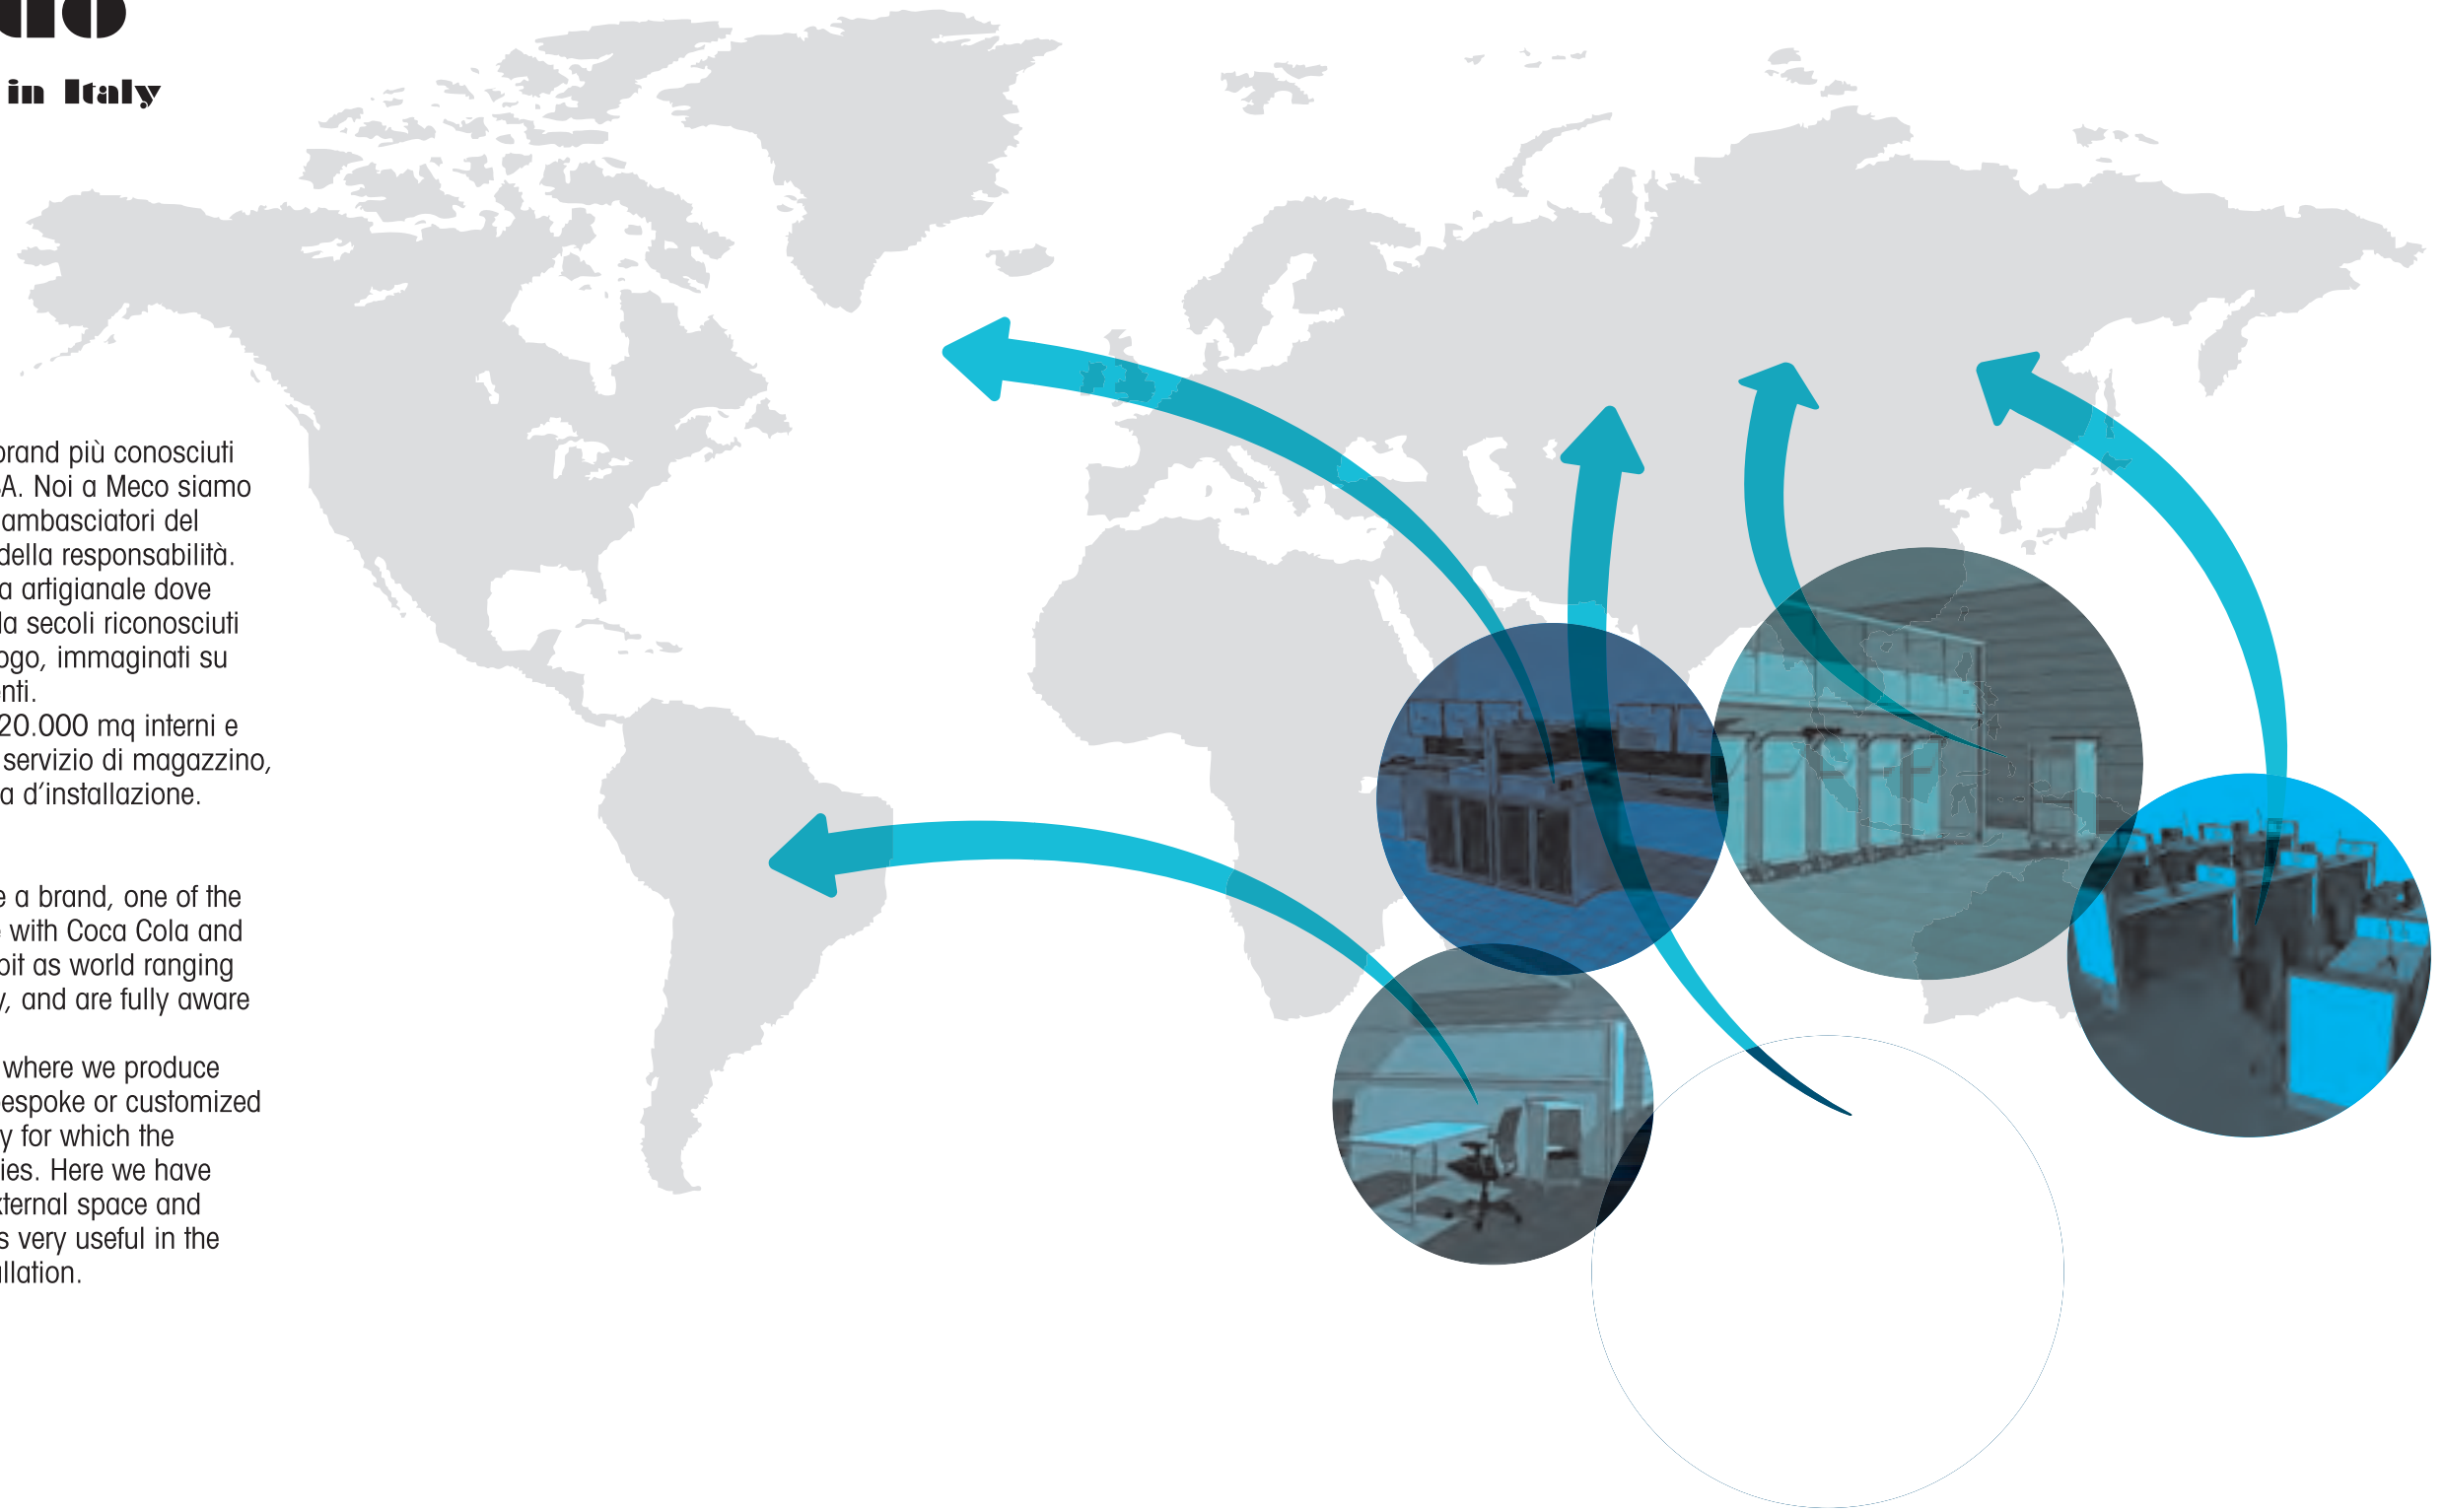 in Italy
brand più conosciuti
A. Noi a Meco siamo
ambasciatori del
della responsabilità.
a artigianale dove
da secoli riconosciuti
ogo, immaginati su
enti.
20.000 mq interni e
servizio di magazzino,
a d’installazione.
e a brand, one of the
with Coca Cola and
bit as world ranging
y, and are fully aware
where we produce
bespoke or customized
y for which the
ies. Here we have
xternal space and
s very useful in the
allation.